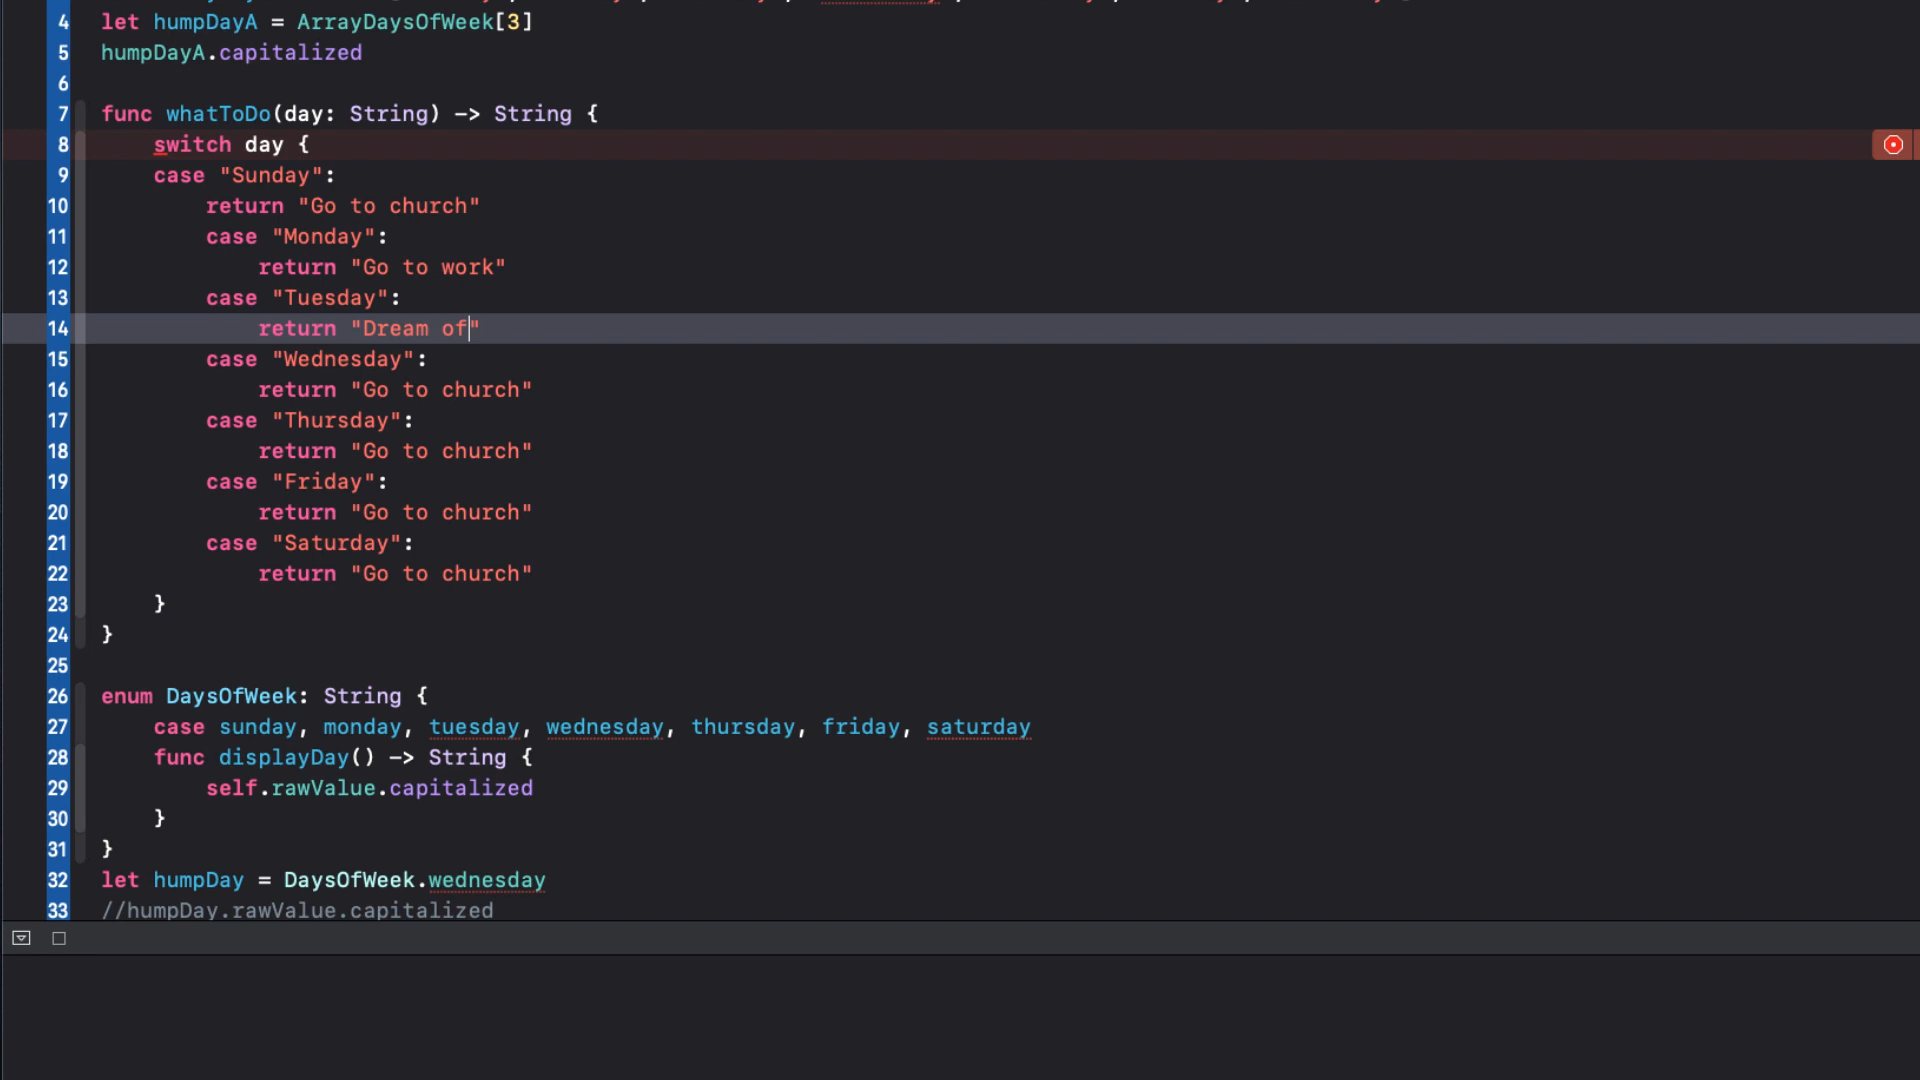 4 let humpDayA = ArrayDaysOfWeek[3]
5 humpDayA.capitalized
6
7 func whatToDo(day: String) -> String {
8 switch day {
9 case "Sunday":
10 return "Go to church"
11 case "Monday":
12 return "Go to work"
13 case "Tuesday":
14 return "Dream of"
15 case "Wednesday":
16 return "Go to church"
17 case "Thursday":
18 return "Go to church"
19 case "Friday":
20 return "Go to church"
21 case "Saturday":
22 return "Go to church"
23 }
24 }
25
26 enum DaysOfWeek: String {
27 case sunday, monday, tuesday, wednesday, thursday, friday, saturday
28 func displayDay() -> String {
29 self.rawValue.capitalized
30 }
31 }
32 let humpDay = DaysOfWeek.wednesday
33 //humpDay.rawValue.capitalized